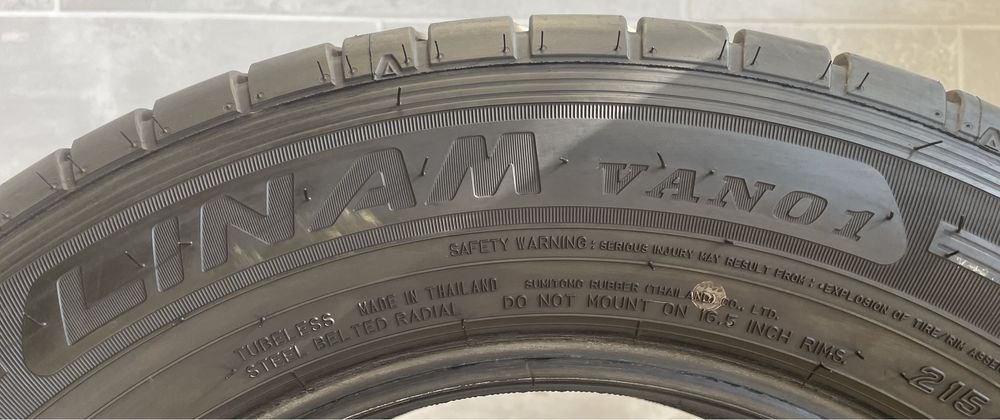 LINAM VAN01
SAFETY WARNING: SERIOUS INJURY MAY RESULT FROM: •EXPLOSION OF TIRE/RIM ASSE
TUBELESS MADE IN THAILAND SUMITOMO RUBBER (THAILAND) CO., LTD.
STEEL BELTED RADIAL DO NOT MOUNT ON 16.5 INCH RIMS.
215